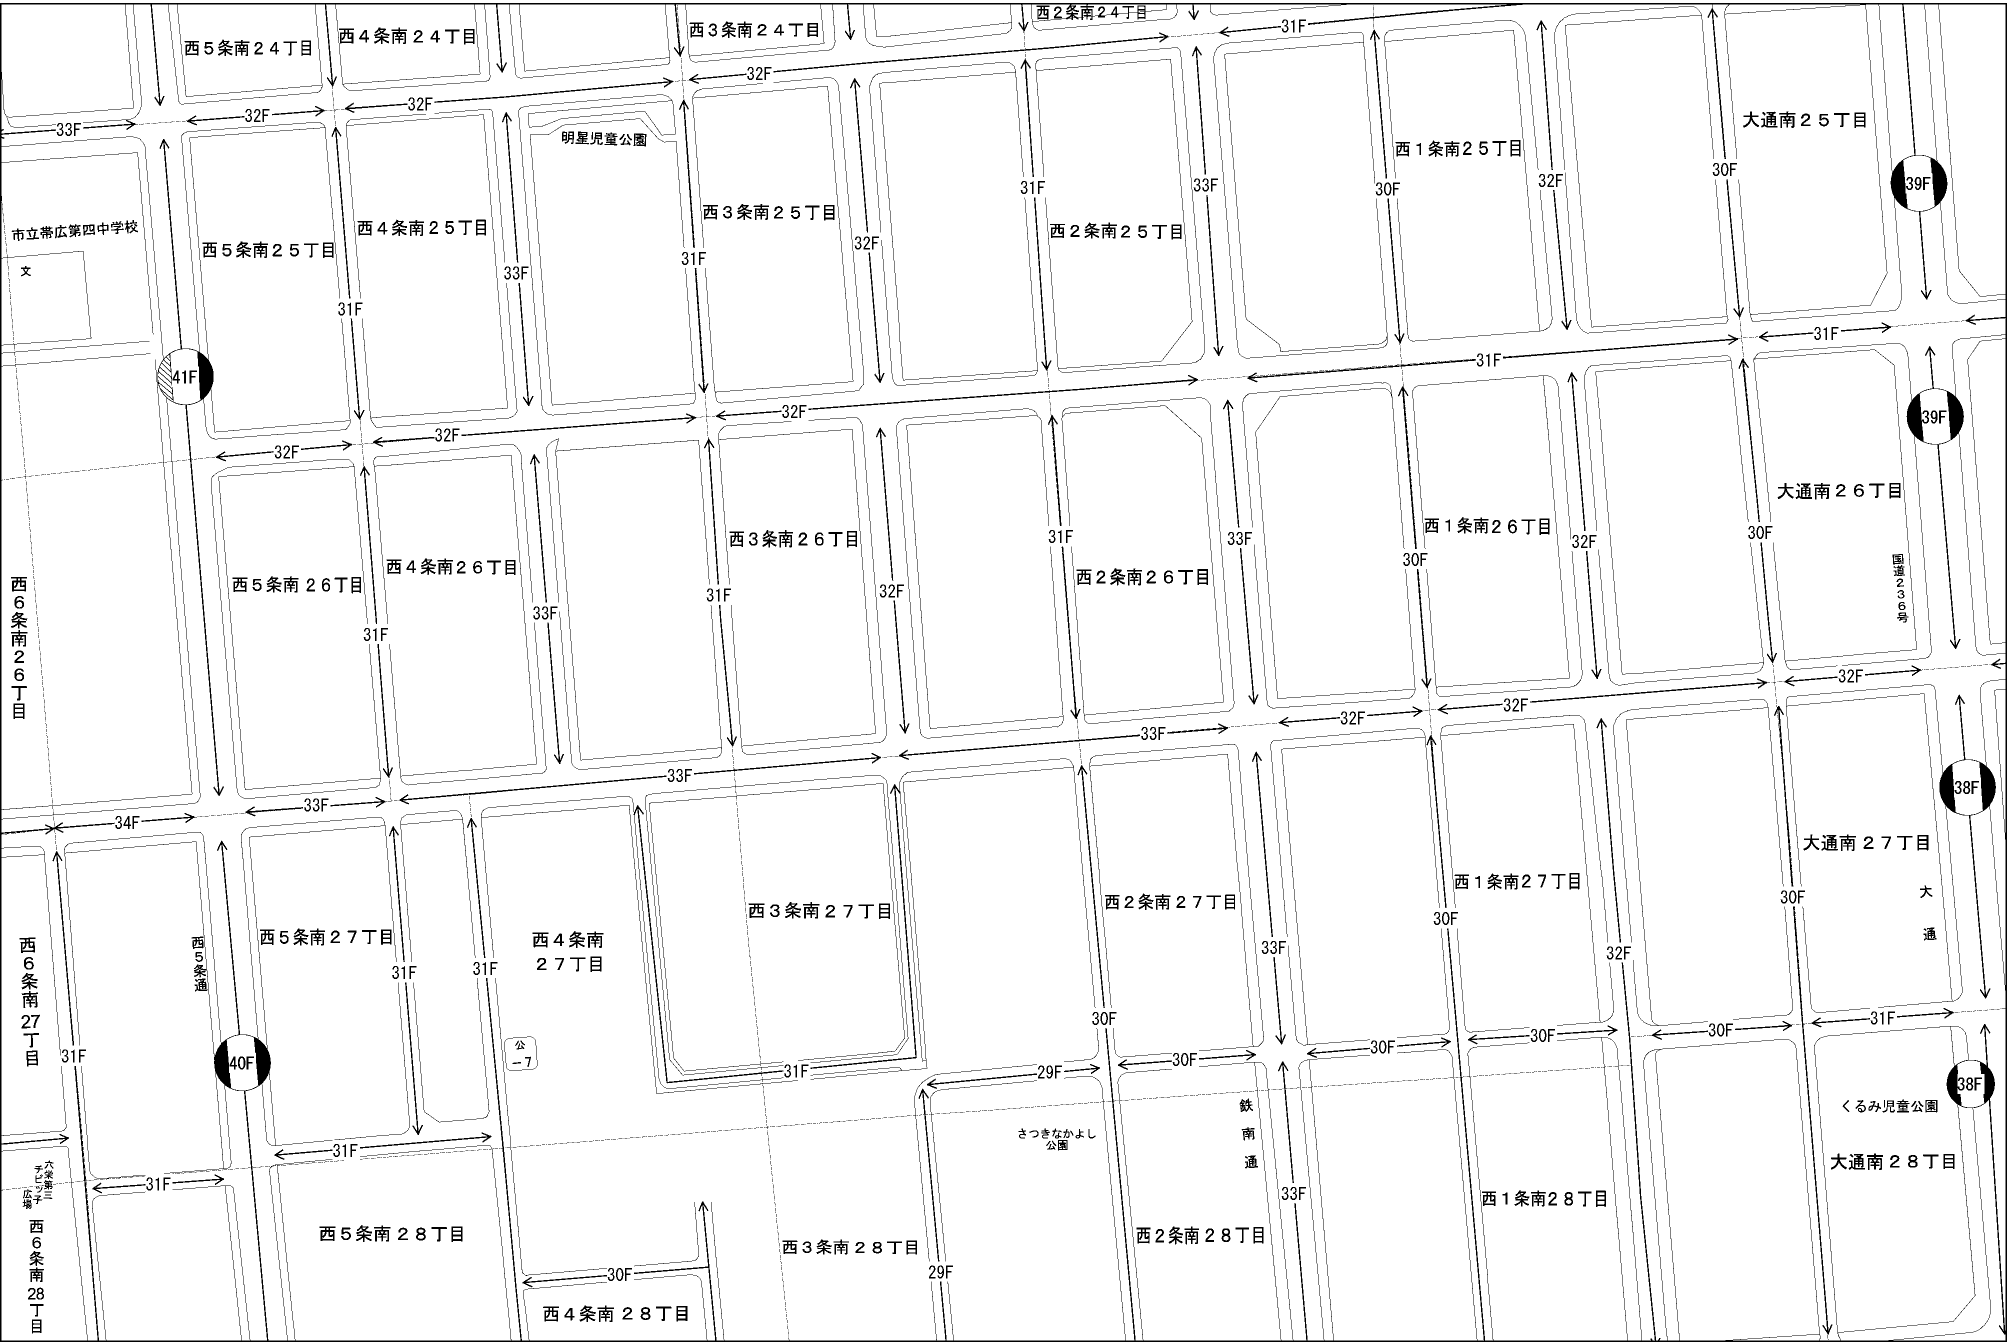 西２条南２４丁目
31F
西３条南２４丁目
西４条南２４丁目
西５条南２４丁目
32F
32F
32F
33F
大通南２５丁目
明星児童公園
西１条南２５丁目
30F
32F
39F
33F
31F
30F
西３条南２５丁目
西４条南２５丁目
市立帯広第四中学校
西２条南２５丁目
32F
西５条南２５丁目
31F
文
33F
31F
31F
31F
41F
32F
39F
32F
32F
大通南２６丁目
西１条南２６丁目
30F
31F
33F
西３条南２６丁目
32F
30F
西４条南２６丁目
西２条南２６丁目
西５条南２６丁目
32F
31F
国道２３６号
33F
31F
西６条南２６丁目
32F
32F
32F
33F
33F
38F
33F
34F
大通南２７丁目
西１条南２７丁目
大通
30F
西２条南２７丁目
西３条南２７丁目
30F
西５条南２７丁目
西４条南
２７丁目
33F
32F
31F
31F
西５条通
西６条南27丁目
30F
31F
30F
30F
30F
30F
公
-7
31F
40F
31F
29F
38F
くるみ児童公園
鉄南通
さつきなかよし
公園
31F
大通南２８丁目
六栄第三
チビッ子
広場
31F
33F
西１条南２８丁目
西５条南２８丁目
西２条南２８丁目
西３条南２８丁目
西６条南28丁目
30F
29F
西４条南２８丁目